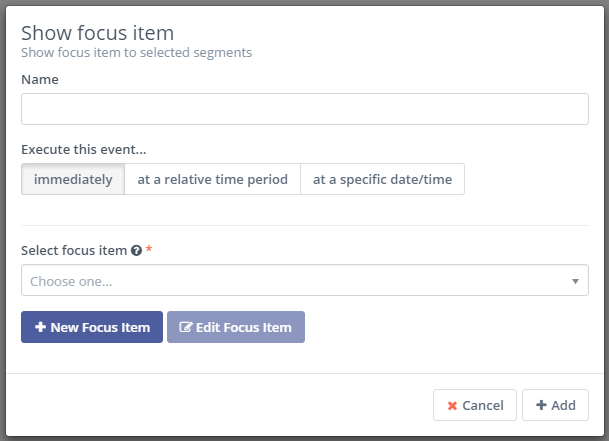 Show focus item
Show focus item to selected segments
Name
Execute this event...
immediately at a relative time period at a specific date/time
Select focus item ? *
Choose one...
+ New Focus Item Edit Focus Item
✖ Cancel + Add